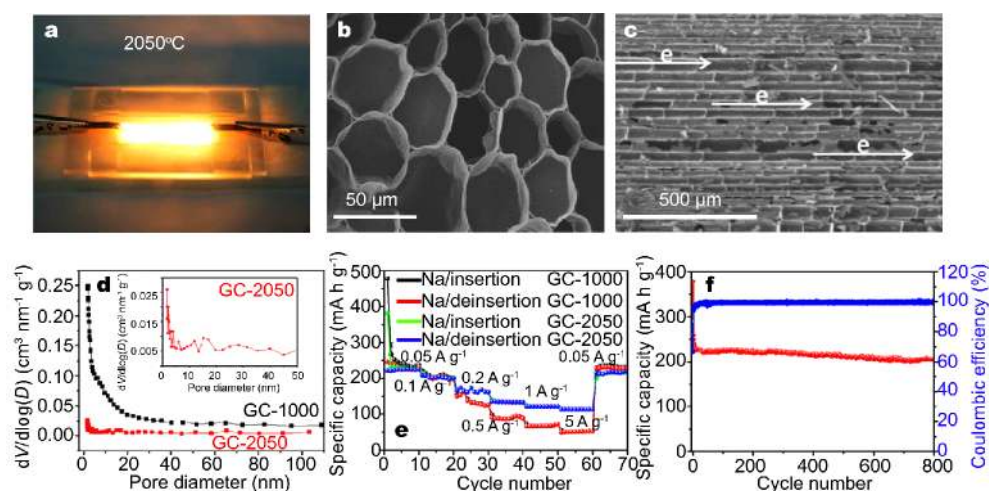 a
2050°C
b
50 μm
c
e
e
e
500 μm
d
dV/dlog(D) (cm³ nm⁻¹ g⁻¹)
0.25
0.20
0.15
0.10
0.05
0.00
0 20 40 60 80 100
Pore diameter (nm)
GC-1000
GC-2050
GC-2050
dV/dlog(D) (cm³ nm⁻¹ g⁻¹)
0.025
0.015
0.005
0 10 20 30 40 50
Pore diameter (nm)
Specific capacity (mA h g⁻¹)
500
400
300
200
100
0
Na/insertion GC-1000
Na/deinsertion GC-1000
Na/insertion GC-2050
Na/deinsertion GC-2050
0.05 A g⁻¹
0.05 A g⁻¹
0.1 A g⁻¹
0.2 A g⁻¹
1 A g⁻¹
0.5 A g⁻¹
5 A g⁻¹
e
0 10 20 30 40 50 60 70
Cycle number
f
Specific capacity (mA h g⁻¹)
400
300
200
100
0
0 200 400 600 800
Cycle number
120
100
80
60
40
20
0
%
Coulombic efficiency (%)